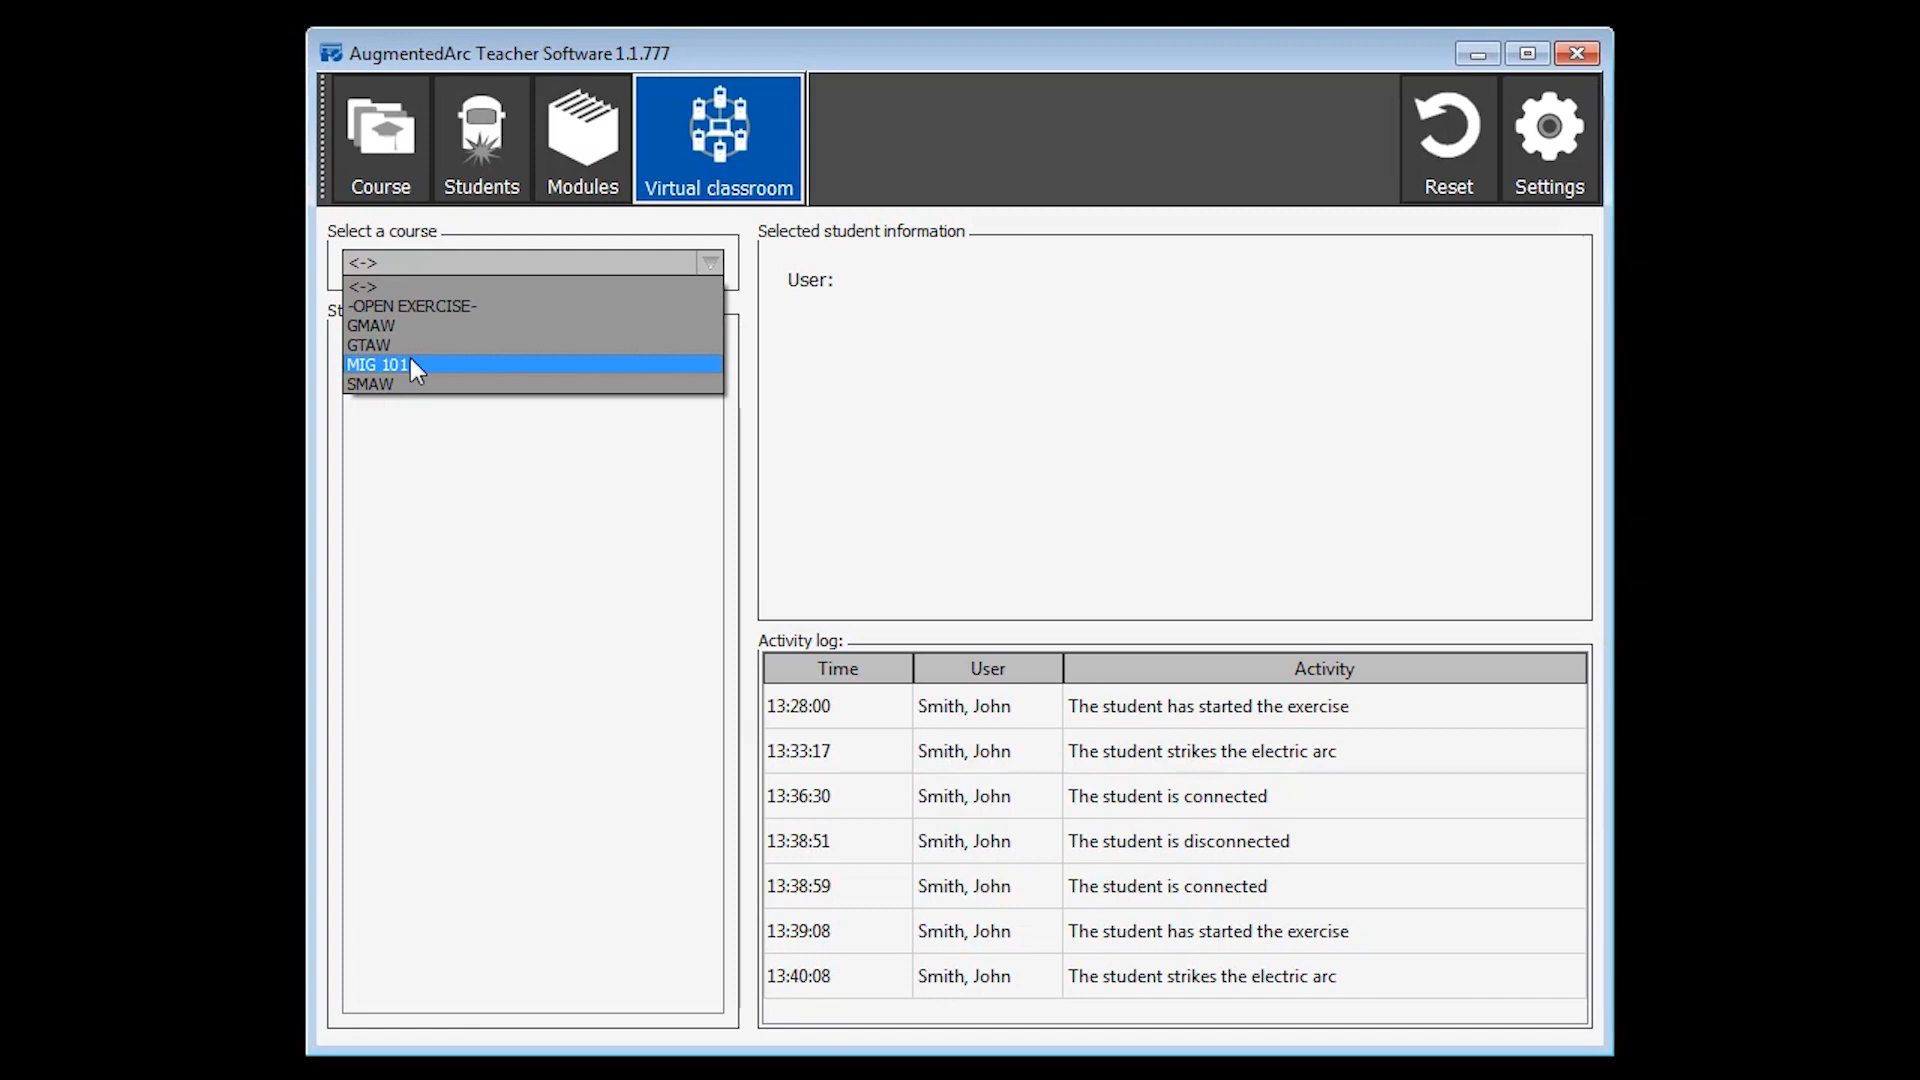 AugmentedArc Teacher Software 1.1.777
Course
Students
Modules
Virtual classroom
Reset
Settings
Select a course
<->
<->
-OPEN EXERCISE-
GMAW
GTAW
MIG 101
SMAW
Selected student information
User:
Activity log:
Time User Activity
13:28:00 Smith, John The student has started the exercise
13:33:17 Smith, John The student strikes the electric arc
13:36:30 Smith, John The student is connected
13:38:51 Smith, John The student is disconnected
13:38:59 Smith, John The student is connected
13:39:08 Smith, John The student has started the exercise
13:40:08 Smith, John The student strikes the electric arc